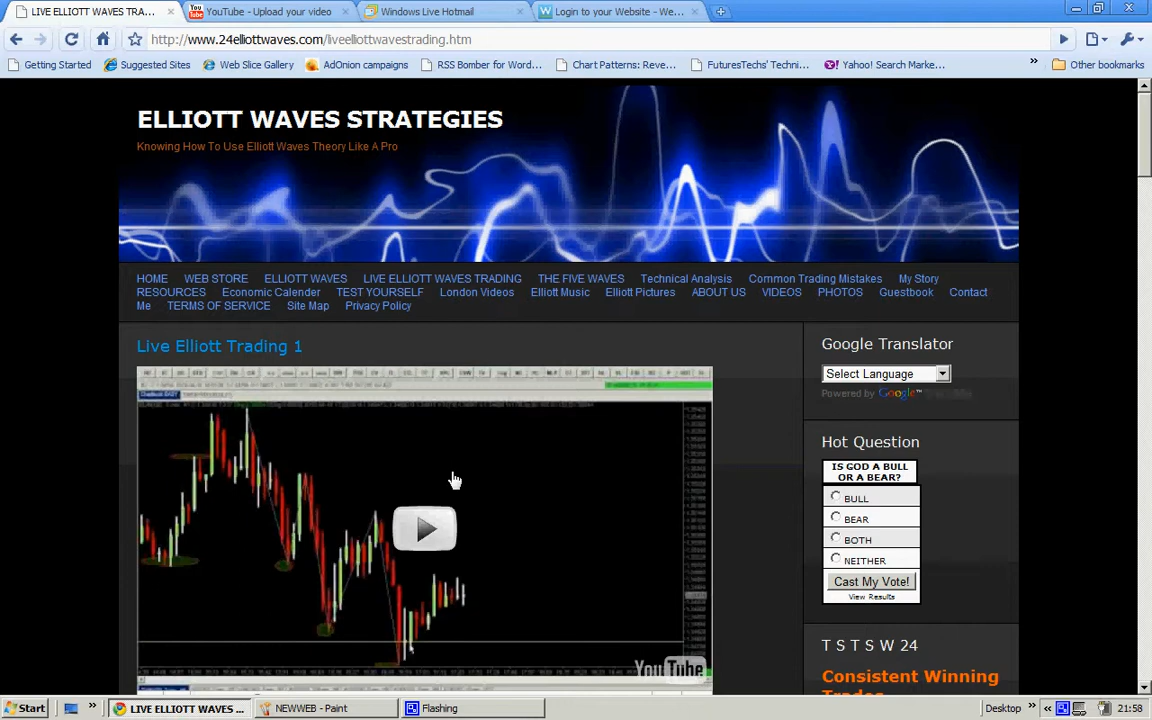 LIVE ELLIOTT WAVES TRA...
YouTube - Upload your video
Windows Live Hotmail
Login to your Website - We...
http://www.24elliottwaves.com/liveelliottwavestrading.htm
Getting Started
Suggested Sites
Web Slice Gallery
AdOnion campaigns
RSS Bomber for Word...
Chart Patterns: Reve...
FuturesTechs' Techni...
Yahoo! Search Marke...
Other bookmarks
ELLIOTT WAVES STRATEGIES
Knowing How To Use Elliott Waves Theory Like A Pro
HOME WEB STORE ELLIOTT WAVES LIVE ELLIOTT WAVES TRADING THE FIVE WAVES Technical Analysis Common Trading Mistakes My Story
RESOURCES Economic Calender TEST YOURSELF London Videos Elliott Music Elliott Pictures ABOUT US VIDEOS PHOTOS Guestbook Contact
Me TERMS OF SERVICE Site Map Privacy Policy
Live Elliott Trading 1
YouTube
Google Translator
Select Language
Powered by Google™
Hot Question
IS GOD A BULL
OR A BEAR?
BULL
BEAR
BOTH
NEITHER
Cast My Vote!
View Results
T S T S W 24
Consistent Winning
Trades
Start
LIVE ELLIOTT WAVES ...
NEWWEB - Paint
Flashing
Desktop
21:58